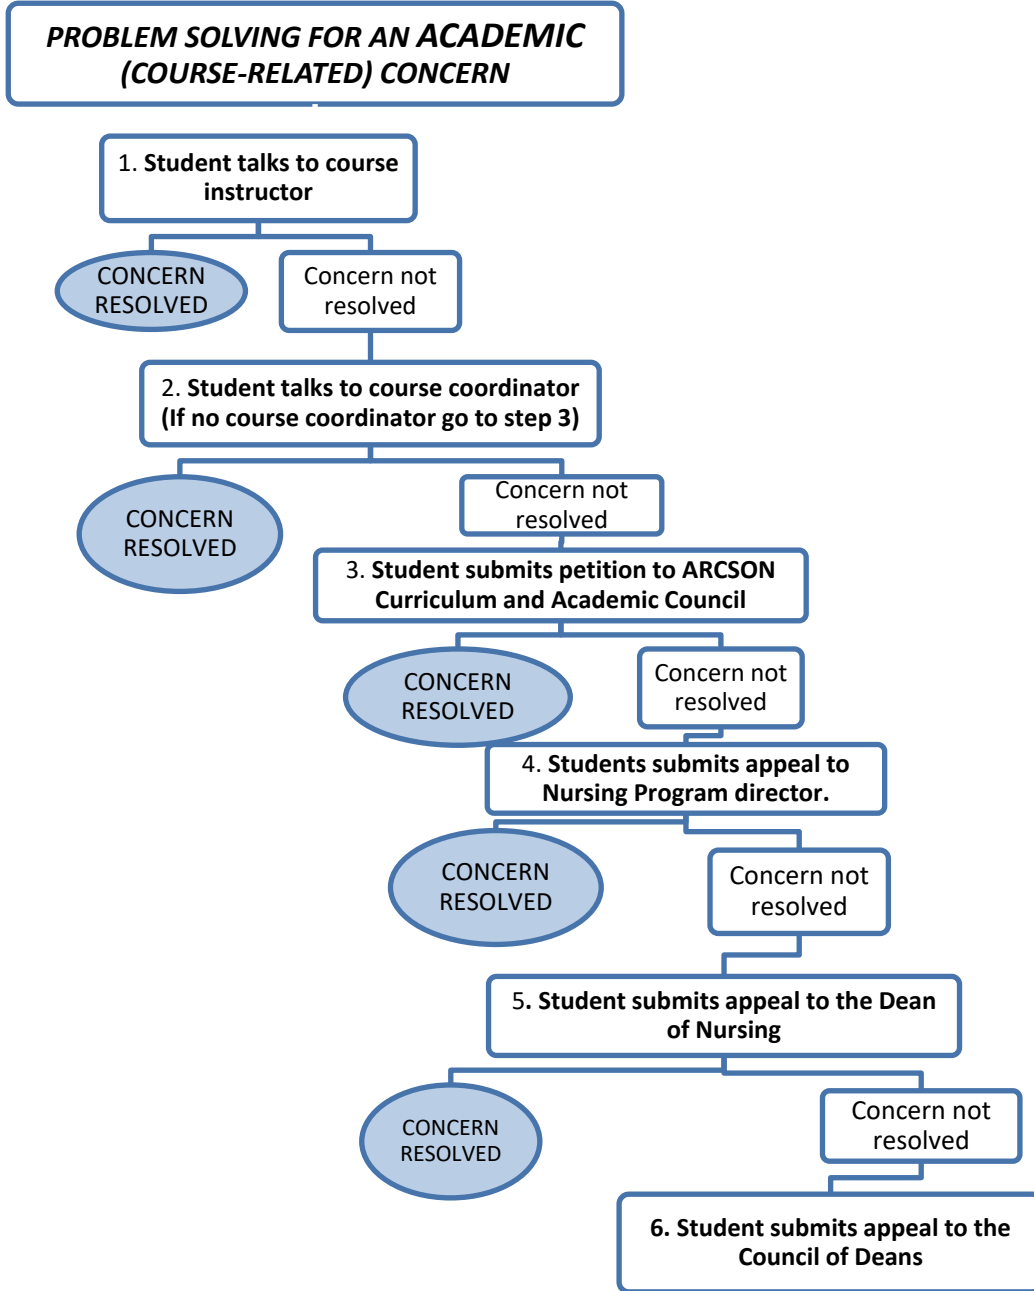 PROBLEM SOLVING FOR AN ACADEMIC
(COURSE-RELATED) CONCERN
1. Student talks to course
instructor
CONCERN
RESOLVED
Concern not
resolved
2. Student talks to course coordinator
(If no course coordinator go to step 3)
CONCERN
RESOLVED
Concern not
resolved
3. Student submits petition to ARCSON
Curriculum and Academic Council
CONCERN
RESOLVED
Concern not
resolved
4. Students submits appeal to
Nursing Program director.
CONCERN
RESOLVED
Concern not
resolved
5. Student submits appeal to the Dean
of Nursing
CONCERN
RESOLVED
Concern not
resolved
6. Student submits appeal to the
Council of Deans